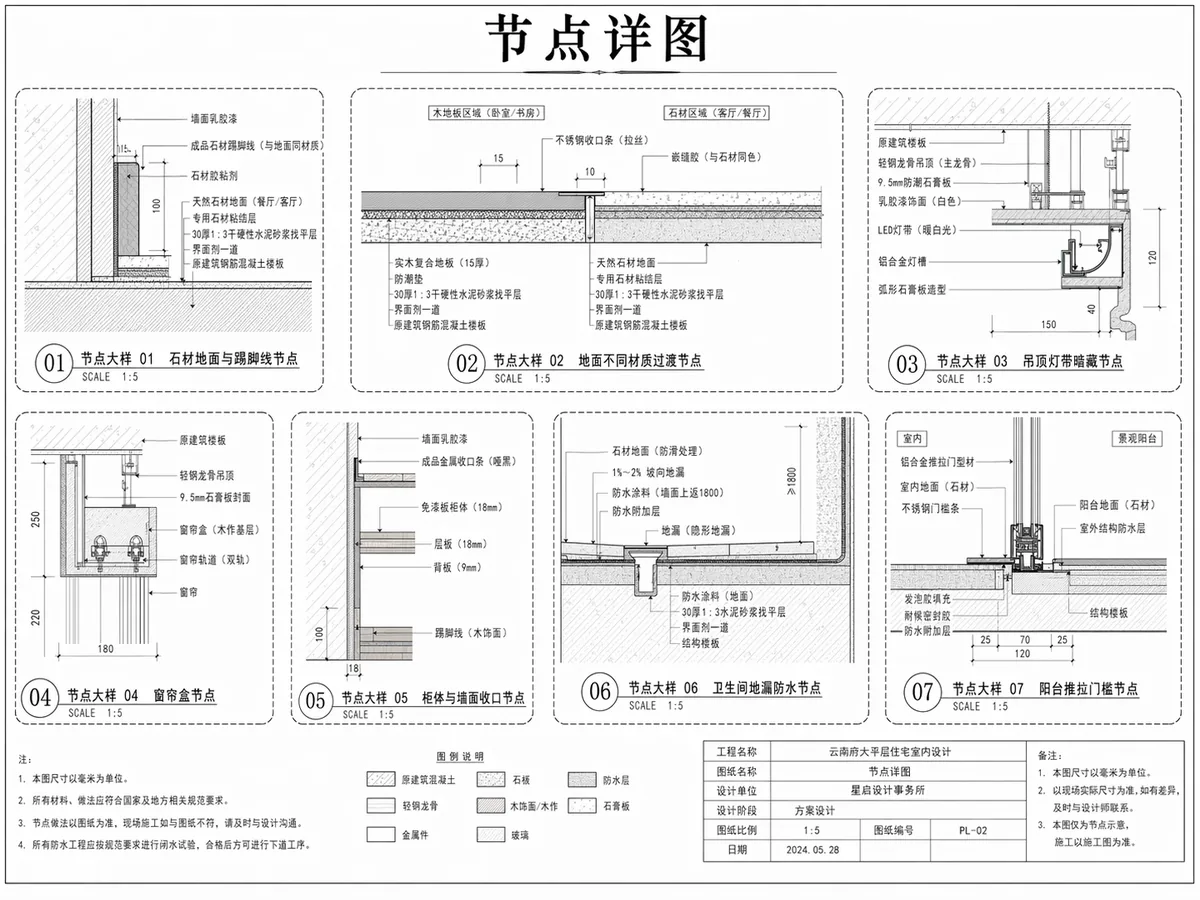 节点详图
墙面乳胶漆
成品石材踢脚线（与地面同材质）
石材胶粘剂
天然石材地面（餐厅/客厅）
专用石材粘结层
30厚1：3干硬性水泥砂浆找平层
界面剂一道
原建筑钢筋混凝土楼板
100
01 节点大样 01 石材地面与踢脚线节点
SCALE 1:5
木地板区域（卧室/书房）
石材区域（客厅/餐厅）
不锈钢收口条（拉丝）
嵌缝胶（与石材同色）
15
10
实木复合地板（15厚）
防潮垫
30厚1：3干硬性水泥砂浆找平层
界面剂一道
原建筑钢筋混凝土楼板
天然石材地面
专用石材粘结层
30厚1：3干硬性水泥砂浆找平层
界面剂一道
原建筑钢筋混凝土楼板
02 节点大样 02 地面不同材质过渡节点
SCALE 1:5
原建筑楼板
轻钢龙骨吊顶（主龙骨）
9.5mm防潮石膏板
乳胶漆饰面（白色）
LED灯带（暖白光）
铝合金灯槽
弧形石膏板造型
120
40
150
03 节点大样 03 吊顶灯带暗藏节点
SCALE 1:5
原建筑楼板
轻钢龙骨吊顶
9.5mm石膏板封面
窗帘盒（木作基层）
窗帘轨道（双轨）
窗帘
250
220
180
04 节点大样 04 窗帘盒节点
SCALE 1:5
墙面乳胶漆
成品金属收口条（哑黑）
免漆板柜体（18mm）
层板（18mm）
背板（9mm）
踢脚线（木饰面）
100
18
05 节点大样 05 柜体与墙面收口节点
SCALE 1:5
石材地面（防滑处理）
1%~2% 坡向地漏
防水涂料（墙面上返1800）
防水附加层
地漏（隐形地漏）
≥1800
防水涂料（地面）
30厚1：3水泥砂浆找平层
界面剂一道
结构楼板
06 节点大样 06 卫生间地漏防水节点
SCALE 1:5
室内
景观阳台
铝合金推拉门型材
室内地面（石材）
不锈钢门槛条
阳台地面（石材）
室外结构防水层
发泡胶填充
耐候密封胶
防水附加层
结构楼板
25 70 25
120
07 节点大样 07 阳台推拉门槛节点
SCALE 1:5
注：
1. 本图尺寸以毫米为单位。
2. 所有材料、做法应符合国家及地方相关规范要求。
3. 节点做法以图纸为准，现场施工如与图纸不符，请及时与设计沟通。
4. 所有防水工程应按规范要求进行闭水试验，合格后方可进行下道工序。
图例说明
原建筑混凝土 石板 防水层
轻钢龙骨 木饰面/木作 石膏板
金属件 玻璃
工程名称 云南府大平层住宅室内设计
图纸名称 节点详图
设计单位 星启设计事务所
设计阶段 方案设计
图纸比例 1:5 图纸编号 PL-02
日期 2024.05.28
备注：
1. 本图尺寸以毫米为单位。
2. 以现场实际尺寸为准，如有差异，
及时与设计师联系。
3. 本图仅为节点示意，
施工以施工图为准。